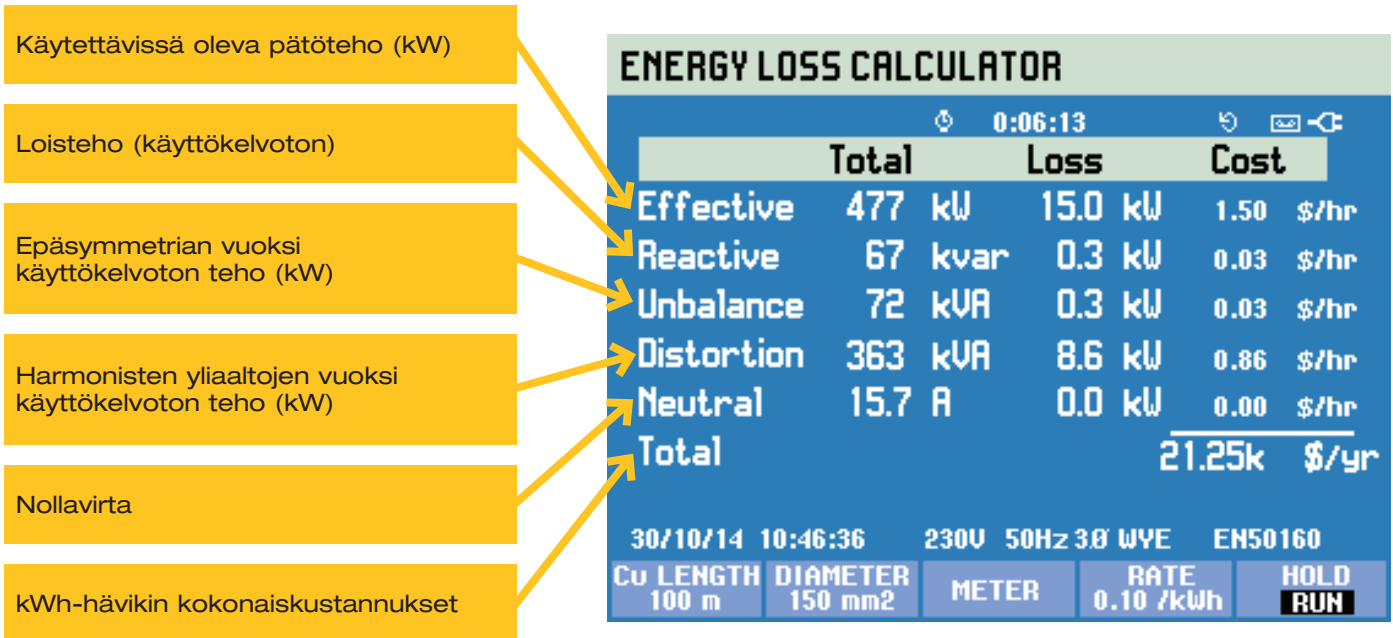 Käytettävissä oleva pätöteho (kW)
Loisteho (käyttökelvoton)
Epäsymmetrian vuoksi
käyttökelvoton teho (kW)
Harmonisten yliaaltojen vuoksi
käyttökelvoton teho (kW)
Nollavirta
kWh-hävikin kokonaiskustannukset
ENERGY LOSS CALCULATOR
0:06:13
Total Loss Cost
Effective 477 kW 15.0 kW 1.50 $/hr
Reactive 67 kvar 0.3 kW 0.03 $/hr
Unbalance 72 kVA 0.3 kW 0.03 $/hr
Distortion 363 kVA 8.6 kW 0.86 $/hr
Neutral 15.7 A 0.0 kW 0.00 $/hr
Total 21.25k $/yr
30/10/14 10:46:36 230V 50Hz 3Ø WYE EN50160
Cu LENGTH DIAMETER METER RATE HOLD
100 m 150 mm2 0.10 /kWh RUN